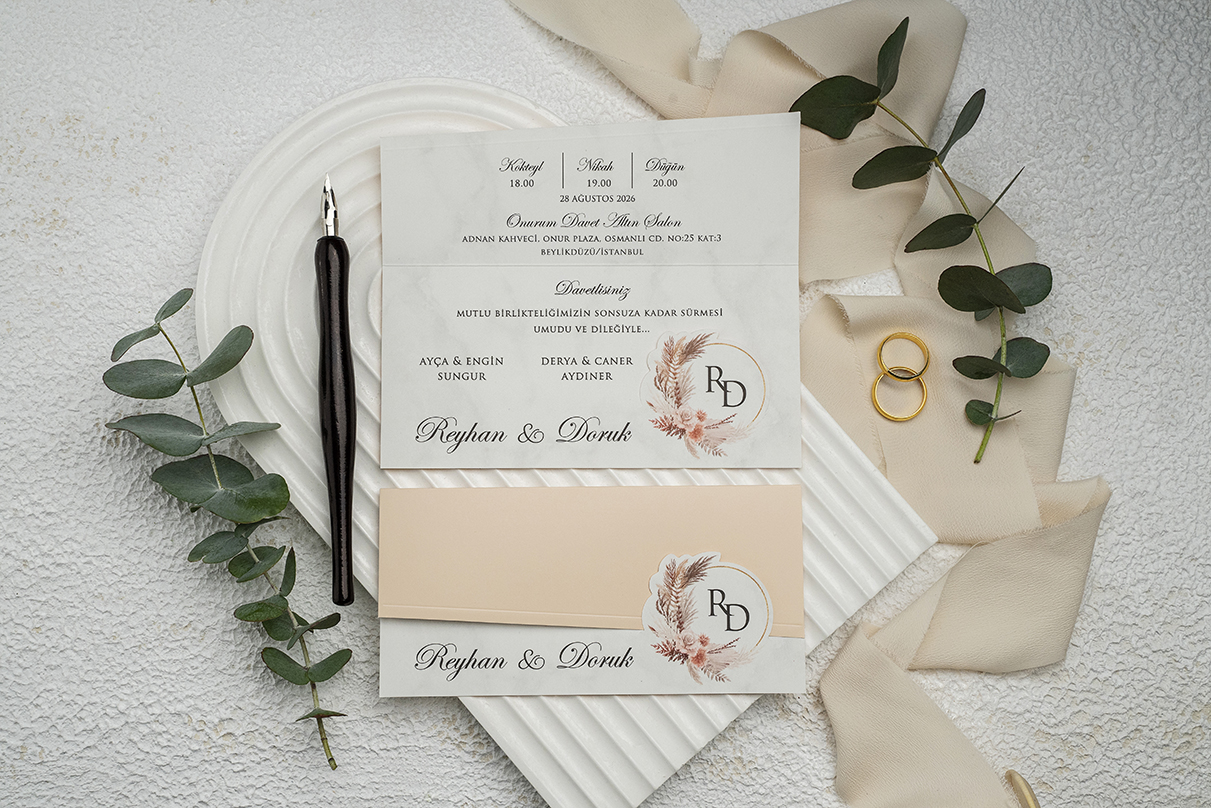 Kokteyl Nikah Düğün
18.00 19.00 20.00
28 AĞUSTOS 2026
Onurum Davet Altın Salon
ADNAN KAHVECİ, ONUR PLAZA, OSMANLI CD. NO:25 KAT:3
BEYLİKDÜZÜ/İSTANBUL
Davetlisiniz
MUTLU BİRLİKTELİĞİMİZİN SONSUZA KADAR SÜRMESİ
UMUDU VE DİLEĞİYLE...
AYÇA & ENGİN DERYA & CANER
SUNGUR AYDINER
RD
Reyhan & Doruk
RD
Reyhan & Doruk